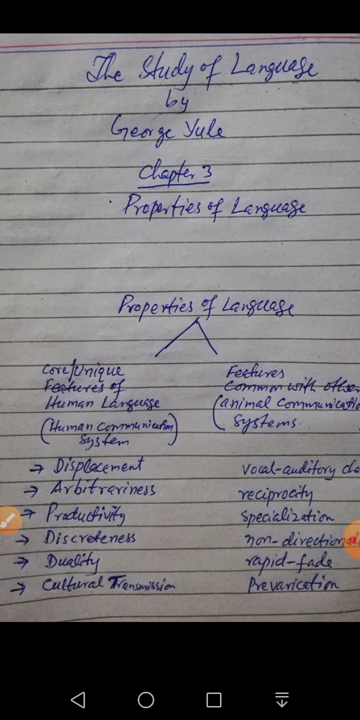 The Study of Language
by
George Yule
Chapter 3
Properties of Language
Properties of Language
Core/Unique
Features of
Human Language
(Human communication
System)
→ Displacement
→ Arbitrariness
→ Productivity
→ Discreteness
→ Duality
→ Cultural Transmission
Features
Common with other
(animal Communication
Systems.
vocal-auditory cha
reciprocity
specialization
non-directional
rapid-fade
Prevarication